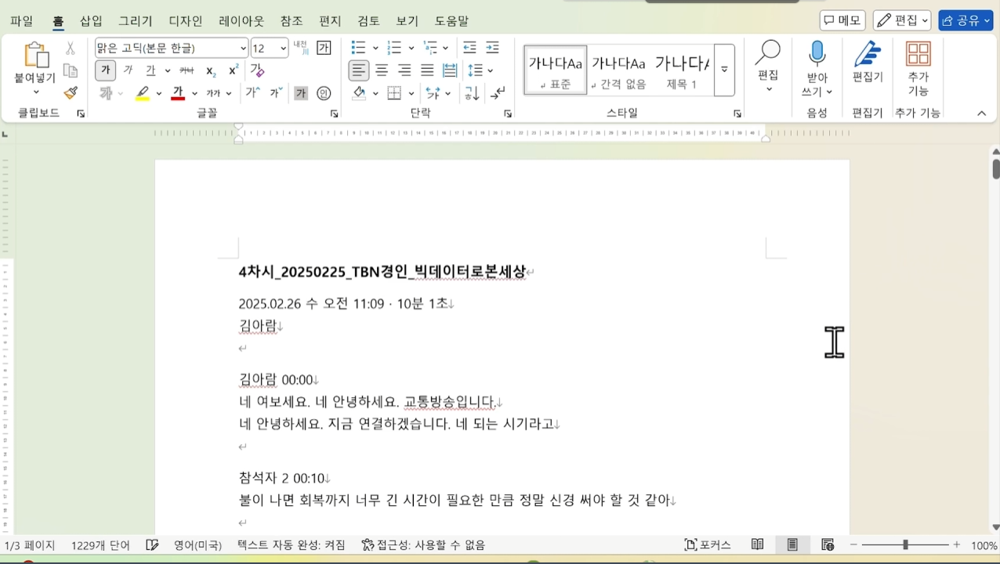 파일 홈 삽입 그리기 디자인 레이아웃 참조 편지 검토 보기 도움말 메모 편집 공유
맑은 고딕(본문 한글) 12 내천 가
붙여넣기 가 가 가 가나 x₂ x² 가
가 가 가가 가 가 가 인
가나다Aa 가나다Aa 가나다
표준 간격 없음 제목 1
편집 받아쓰기 편집기 추가 기능
클립보드 글꼴 단락 스타일 음성 편집기 추가 기능
4차시_20250225_TBN경인_빅데이터로본세상
2025.02.26 수 오전 11:09 · 10분 1초
김아람
김아람 00:00
네 여보세요. 네 안녕하세요. 교통방송입니다.
네 안녕하세요. 지금 연결하겠습니다. 네 되는 시기라고
참석자 2 00:10
불이 나면 회복까지 너무 긴 시간이 필요한 만큼 정말 신경 써야 할 것 같아
1/3 페이지 1229개 단어 영어(미국) 텍스트 자동 완성: 켜짐 접근성: 사용할 수 없음 포커스 100%